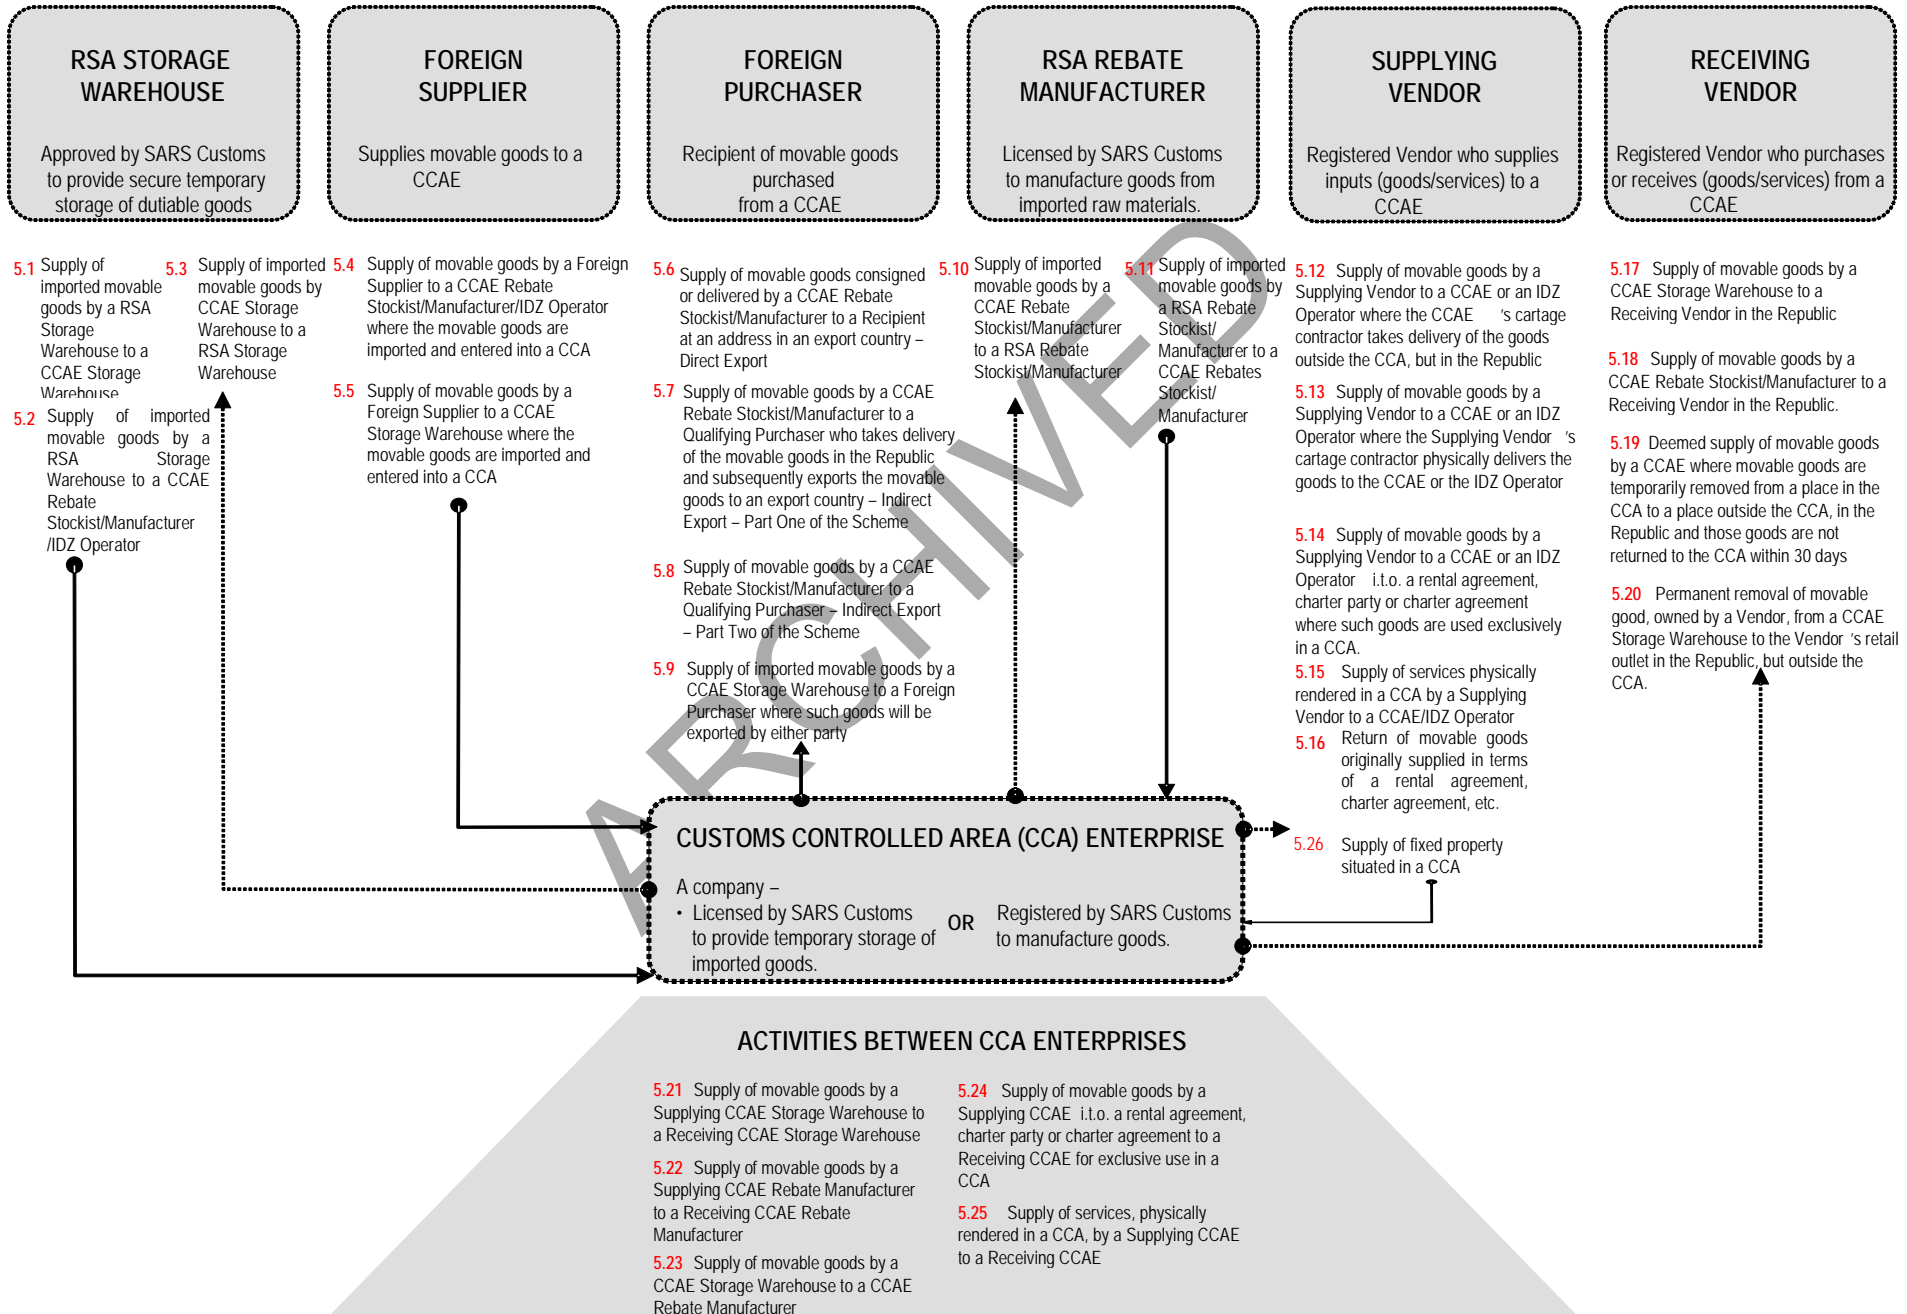 RSA STORAGE
WAREHOUSE
Approved by SARS Customs
to provide secure temporary
storage of dutiable goods
FOREIGN
SUPPLIER
Supplies movable goods to a
CCAE
FOREIGN
PURCHASER
Recipient of movable goods
purchased
from a CCAE
RSA REBATE
MANUFACTURER
Licensed by SARS Customs
to manufacture goods from
imported raw materials.
SUPPLYING
VENDOR
Registered Vendor who supplies
inputs (goods/services) to a
CCAE
RECEIVING
VENDOR
Registered Vendor who purchases
or receives (goods/services) from a
CCAE
5.1 Supply of
imported movable
goods by a RSA
Storage
Warehouse to a
CCAE Storage
Warehouse
5.2 Supply of imported
movable goods by a
RSA Storage
Warehouse to a CCAE
Rebate
Stockist/Manufacturer
/IDZ Operator
5.3 Supply of imported
movable goods by
CCAE Storage
Warehouse to a
RSA Storage
Warehouse
5.4 Supply of movable goods by a Foreign
Supplier to a CCAE Rebate
Stockist/Manufacturer/IDZ Operator
where the movable goods are
imported and entered into a CCA
5.5 Supply of movable goods by a
Foreign Supplier to a CCAE
Storage Warehouse where the
movable goods are imported and
entered into a CCA
5.6 Supply of movable goods consigned
or delivered by a CCAE Rebate
Stockist/Manufacturer to a Recipient
at an address in an export country –
Direct Export
5.7 Supply of movable goods by a CCAE
Rebate Stockist/Manufacturer to a
Qualifying Purchaser who takes delivery
of the movable goods in the Republic
and subsequently exports the movable
goods to an export country – Indirect
Export – Part One of the Scheme
5.8 Supply of movable goods by a CCAE
Rebate Stockist/Manufacturer to a
Qualifying Purchaser – Indirect Export
– Part Two of the Scheme
5.9 Supply of imported movable goods by a
CCAE Storage Warehouse to a Foreign
Purchaser where such goods will be
exported by either party
5.10 Supply of imported
movable goods by a
CCAE Rebate
Stockist/Manufacturer
to a RSA Rebate
Stockist/Manufacturer
5.11 Supply of imported
movable goods by
a RSA Rebate
Stockist/
Manufacturer to a
CCAE Rebates
Stockist/
Manufacturer
5.12 Supply of movable goods by a
Supplying Vendor to a CCAE or an IDZ
Operator where the CCAE 's cartage
contractor takes delivery of the goods
outside the CCA, but in the Republic
5.13 Supply of movable goods by a
Supplying Vendor to a CCAE or an IDZ
Operator where the Supplying Vendor 's
cartage contractor physically delivers the
goods to the CCAE or the IDZ Operator
5.14 Supply of movable goods by a
Supplying Vendor to a CCAE or an IDZ
Operator i.t.o. a rental agreement,
charter party or charter agreement
where such goods are used exclusively
in a CCA.
5.15 Supply of services physically
rendered in a CCA by a Supplying
Vendor to a CCAE/IDZ Operator
5.16 Return of movable goods
originally supplied in terms
of a rental agreement,
charter agreement, etc.
5.26 Supply of fixed property
situated in a CCA
5.17 Supply of movable goods by a
CCAE Storage Warehouse to a
Receiving Vendor in the Republic
5.18 Supply of movable goods by a
CCAE Rebate Stockist/Manufacturer to a
Receiving Vendor in the Republic.
5.19 Deemed supply of movable goods
by a CCAE where movable goods are
temporarily removed from a place in the
CCA to a place outside the CCA, in the
Republic and those goods are not
returned to the CCA within 30 days
5.20 Permanent removal of movable
good, owned by a Vendor, from a CCAE
Storage Warehouse to the Vendor 's retail
outlet in the Republic, but outside the
CCA.
ARCHIVED
CUSTOMS CONTROLLED AREA (CCA) ENTERPRISE
A company –
• Licensed by SARS Customs
to provide temporary storage of
imported goods.
OR
Registered by SARS Customs
to manufacture goods.
ACTIVITIES BETWEEN CCA ENTERPRISES
5.21 Supply of movable goods by a
Supplying CCAE Storage Warehouse to
a Receiving CCAE Storage Warehouse
5.22 Supply of movable goods by a
Supplying CCAE Rebate Manufacturer
to a Receiving CCAE Rebate
Manufacturer
5.23 Supply of movable goods by a
CCAE Storage Warehouse to a CCAE
Rebate Manufacturer
5.24 Supply of movable goods by a
Supplying CCAE i.t.o. a rental agreement,
charter party or charter agreement to a
Receiving CCAE for exclusive use in a
CCA
5.25 Supply of services, physically
rendered in a CCA, by a Supplying CCAE
to a Receiving CCAE